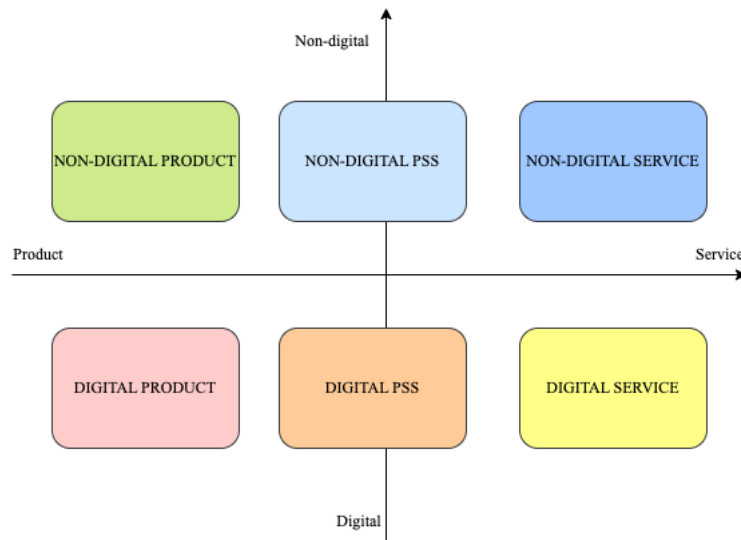 Non-digital
NON-DIGITAL PRODUCT
NON-DIGITAL PSS
NON-DIGITAL SERVICE
Product
Service
DIGITAL PRODUCT
DIGITAL PSS
DIGITAL SERVICE
Digital